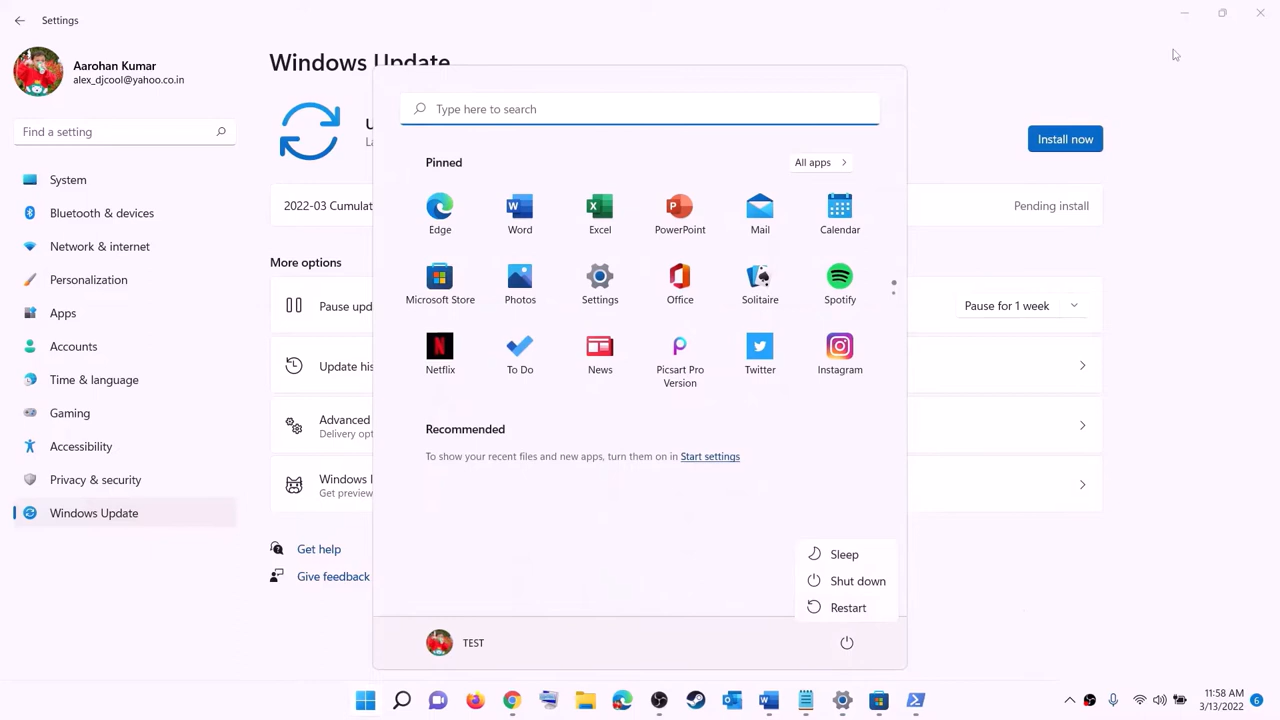 Settings
Aarohan Kumar
alex_djcool@yahoo.co.in
Find a setting
System
Bluetooth & devices
Network & internet
Personalization
Apps
Accounts
Time & language
Gaming
Accessibility
Privacy & security
Windows Update
Windows Update
U
La
Install now
2022-03 Cumulat
Pending install
More options
Pause upd
Pause for 1 week
Update his
Advanced
Delivery opt
Windows I
Get preview
Get help
Give feedback
Type here to search
Pinned
All apps
Edge
Word
Excel
PowerPoint
Mail
Calendar
Microsoft Store
Photos
Settings
Office
Solitaire
Spotify
Netflix
To Do
News
Picsart Pro
Version
Twitter
Instagram
Recommended
To show your recent files and new apps, turn them on in Start settings
Sleep
Shut down
Restart
TEST
11:58 AM
3/13/2022
6